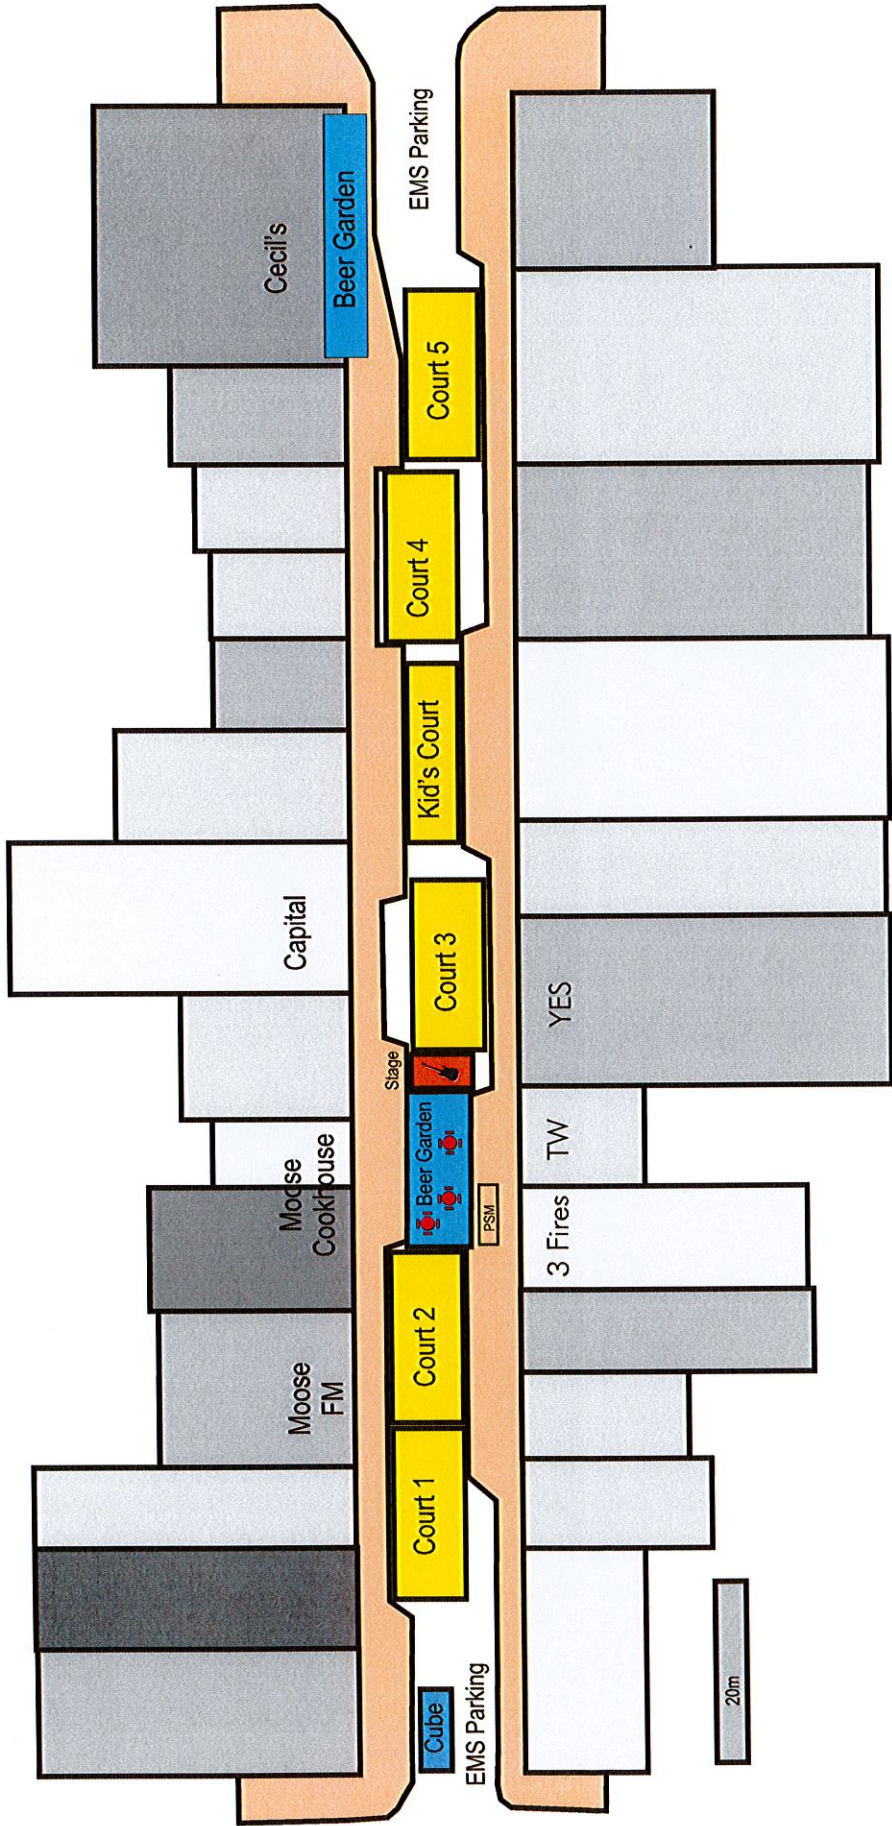 Cecil's
Beer Garden
EMS Parking
Court 5
Court 4
Kid's Court
Capital
Court 3
YES
Stage
Beer Garden
TW
Moose
Cookhouse
PSM
3 Fires
Court 2
Moose
FM
Court 1
Cube
EMS Parking
20m